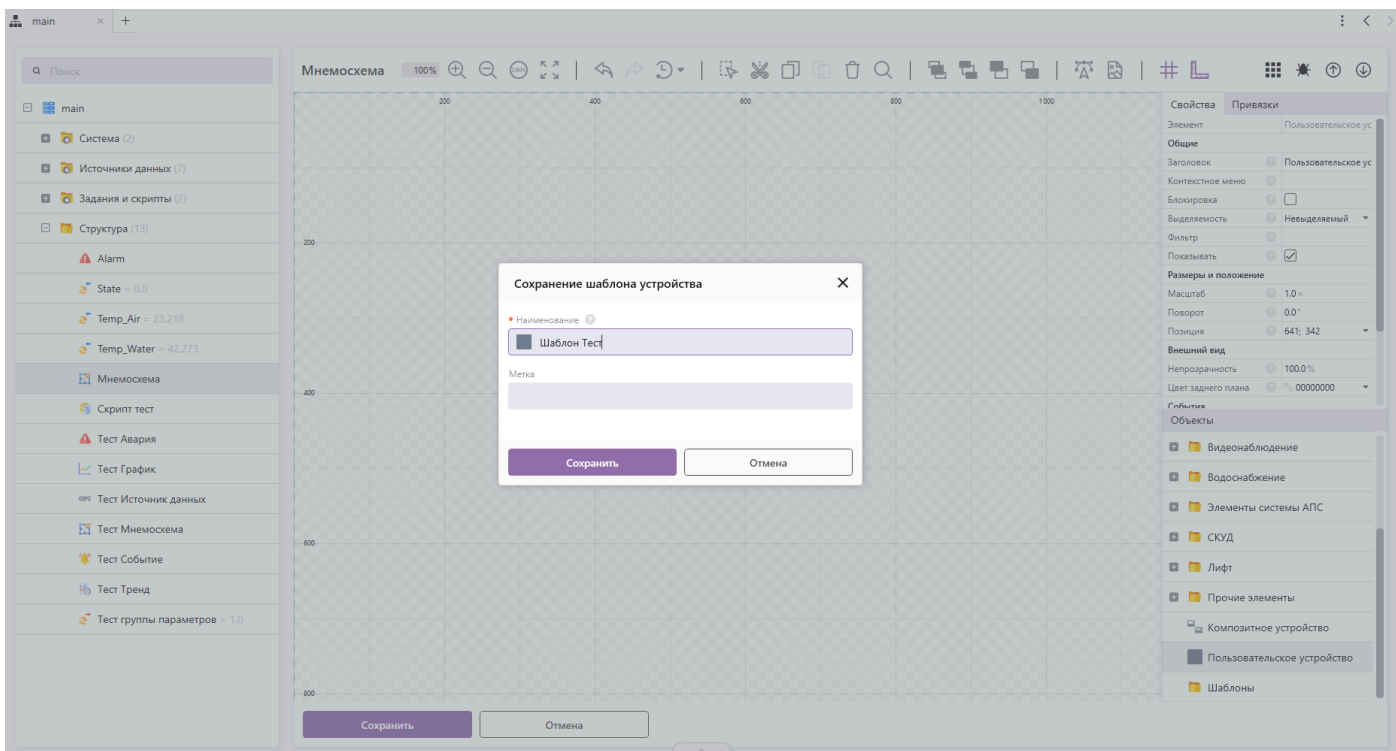 main × +
Поиск
main
Система (2)
Источники данных (7)
Задания и скрипты (2)
Структура (13)
Alarm
State = 0,0
Temp_Air = 23,218
Temp_Water = 42,273
Мнемосхема
Скрипт тест
Тест Авария
Тест График
OPC Тест Источник данных
Тест Мнемосхема
Тест Событие
Тест Тренд
Тест группы параметров = 1,0
Мнемосхема 100% 100%
200 400 600 800 1000
200
400
600
800
Сохранение шаблона устройства
Наименование
Шаблон Тест
Метка
Сохранить Отмена
Сохранить Отмена
Свойства Привязки
Элемент Пользовательское ус
Общие
Заголовок Пользовательское ус
Контекстное меню
Блокировка
Выделяемость Невыделяемый
Фильтр
Показывать
Размеры и положение
Масштаб 1.0 ×
Поворот 0.0 °
Позиция 641; 342
Внешний вид
Непрозрачность 100.0 %
Цвет заднего плана 00000000
События
Объекты
Видеонаблюдение
Водоснабжение
Элементы системы АПС
СКУД
Лифт
Прочие элементы
Композитное устройство
Пользовательское устройство
Шаблоны